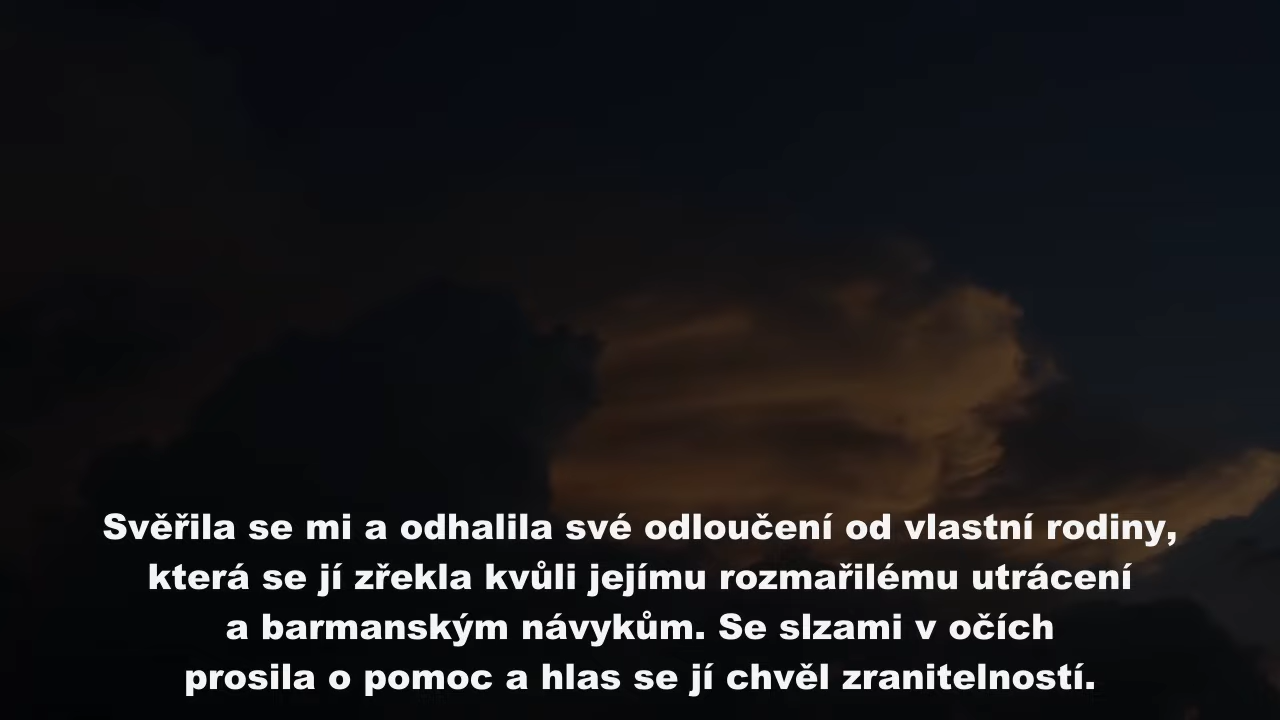 Svěřila se mi a odhalila své odloučení od vlastní rodiny,
která se jí zřekla kvůli jejímu rozmařilému utrácení
a barmanským návykům. Se slzami v očích
prosila o pomoc a hlas se jí chvěl zranitelností.